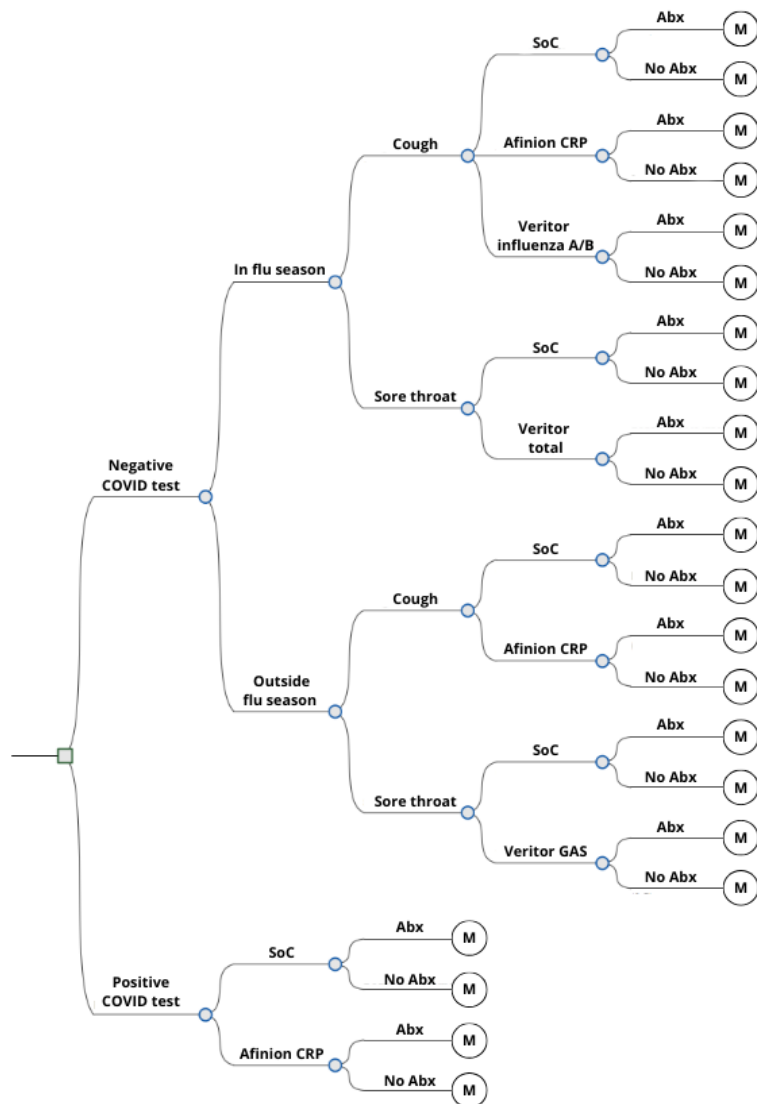 Abx
M
SoC
No Abx
M
Abx
M
Cough
Afinion CRP
No Abx
M
Abx
M
Veritor
influenza A/B
No Abx
M
In flu season
Abx
M
SoC
No Abx
M
Sore throat
Abx
M
Veritor
total
No Abx
M
Negative
COVID test
Abx
M
SoC
No Abx
M
Cough
Abx
M
Afinion CRP
No Abx
M
Outside
flu season
Abx
M
SoC
No Abx
M
Sore throat
Abx
M
Veritor GAS
No Abx
M
Abx
M
SoC
No Abx
M
Positive
COVID test
Abx
M
Afinion CRP
No Abx
M